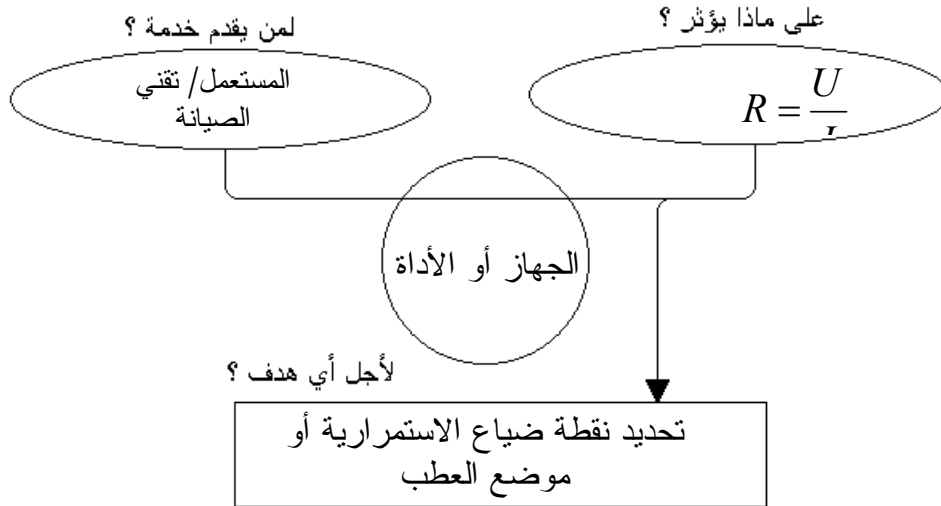 لمن يقدم خدمة ؟
على ماذا يؤثر ؟
المستعمل/ تقني
الصيانة
R = U
الجهاز أو الأداة
لأجل أي هدف ؟
تحديد نقطة ضياع الاستمرارية أو
موضع العطب